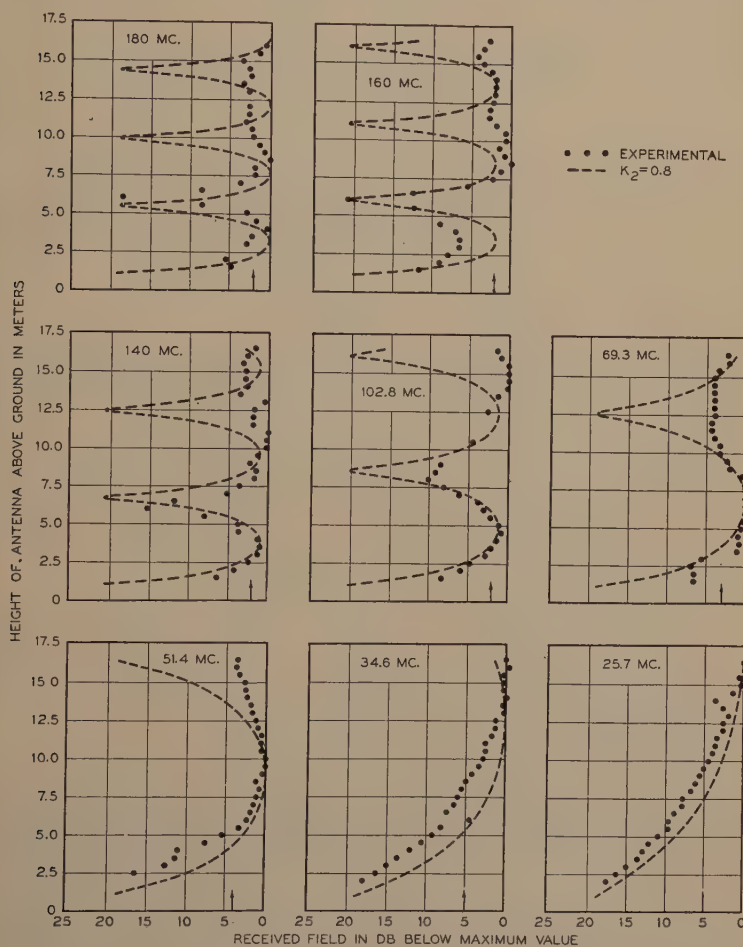 17.5
15.0
12.5
10.0
7.5
5.0
2.5
0
180 MC.
160 MC.
EXPERIMENTAL
K2=0.8
HEIGHT OF ANTENNA ABOVE GROUND IN METERS
17.5
15.0
12.5
10.0
7.5
5.0
2.5
0
140 MC.
102.8 MC.
69.3 MC.
17.5
15.0
12.5
10.0
7.5
5.0
2.5
0
51.4 MC.
34.6 MC.
25.7 MC.
25 20 15 10 5 0
25 20 15 10 5 0
25 20 15 10 5 0
RECEIVED FIELD IN DB BELOW MAXIMUM VALUE